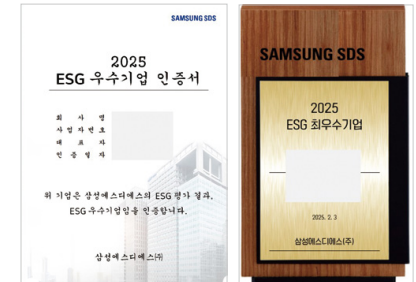 SAMSUNG SDS
2025
ESG 우수기업 인증서
회 사 명
사 업 자 번 호
대 표 자
인 증 일 자
위 기업은 삼성에스디에스의 ESG 평가 결과,
ESG 우수기업임을 인증합니다.
삼성에스디에스㈜
SAMSUNG SDS
2025
ESG 최우수기업
2025. 2. 3
삼성에스디에스(주)